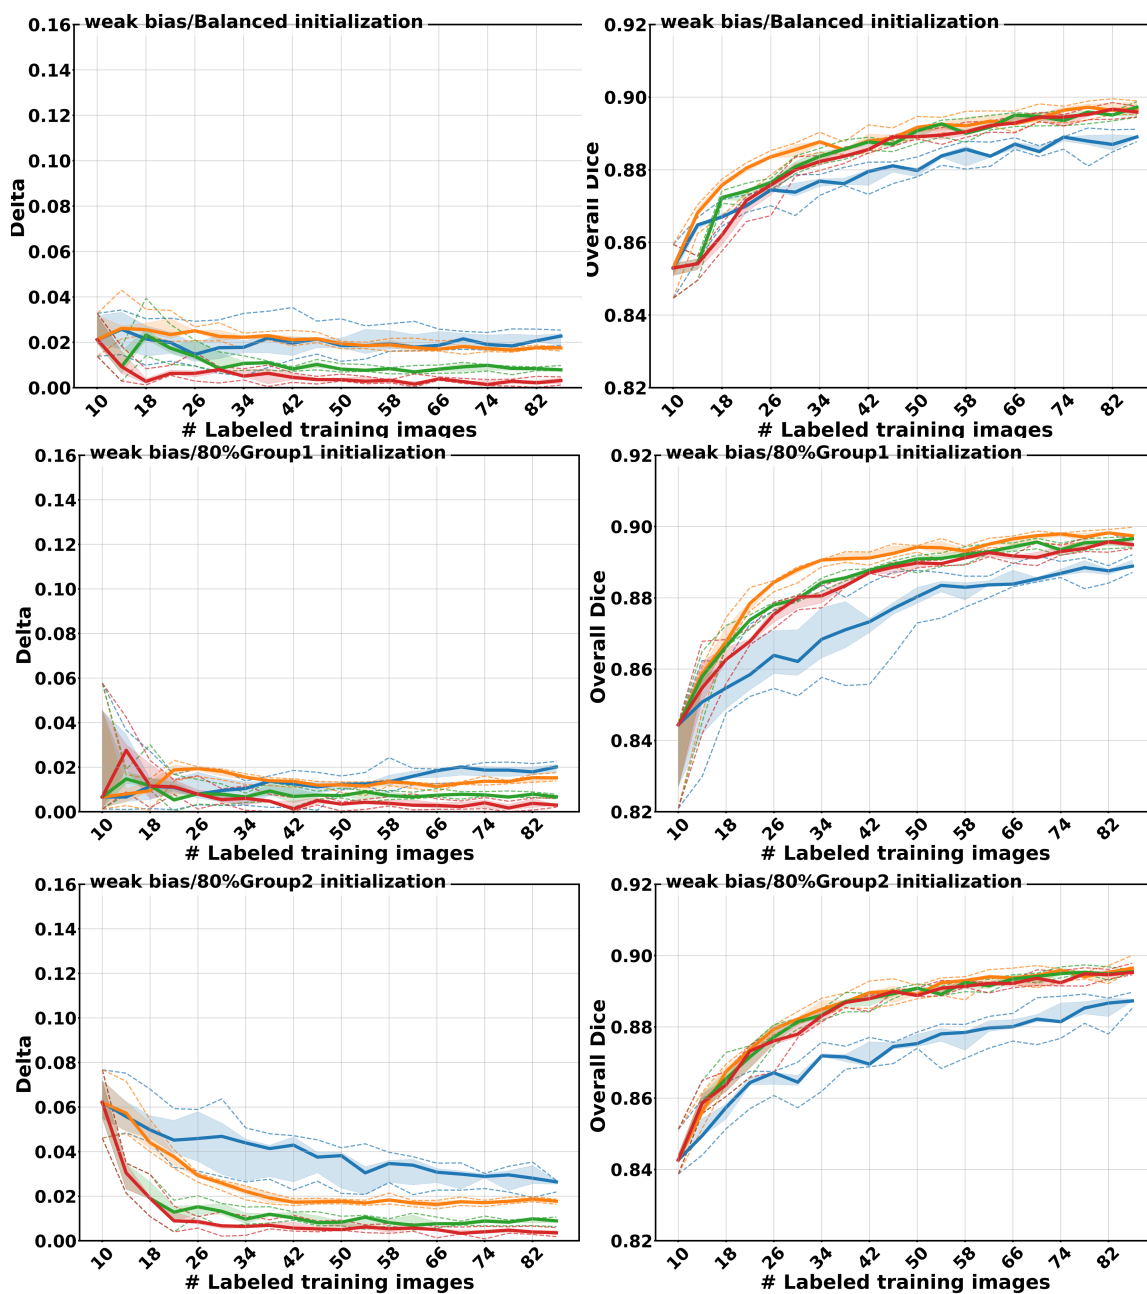 weak bias/Balanced initialization
0.16
0.14
0.12
0.10
0.08
0.06
0.04
0.02
0.00
Delta
10 18 26 34 42 50 58 66 74 82
# Labeled training images
weak bias/Balanced initialization
0.92
0.90
0.88
0.86
0.84
0.82
Overall Dice
10 18 26 34 42 50 58 66 74 82
# Labeled training images
weak bias/80%Group1 initialization
0.16
0.14
0.12
0.10
0.08
0.06
0.04
0.02
0.00
Delta
10 18 26 34 42 50 58 66 74 82
# Labeled training images
weak bias/80%Group1 initialization
0.92
0.90
0.88
0.86
0.84
0.82
Overall Dice
10 18 26 34 42 50 58 66 74 82
# Labeled training images
weak bias/80%Group2 initialization
0.16
0.14
0.12
0.10
0.08
0.06
0.04
0.02
0.00
Delta
10 18 26 34 42 50 58 66 74 82
# Labeled training images
weak bias/80%Group2 initialization
0.92
0.90
0.88
0.86
0.84
0.82
Overall Dice
10 18 26 34 42 50 58 66 74 82
# Labeled training images